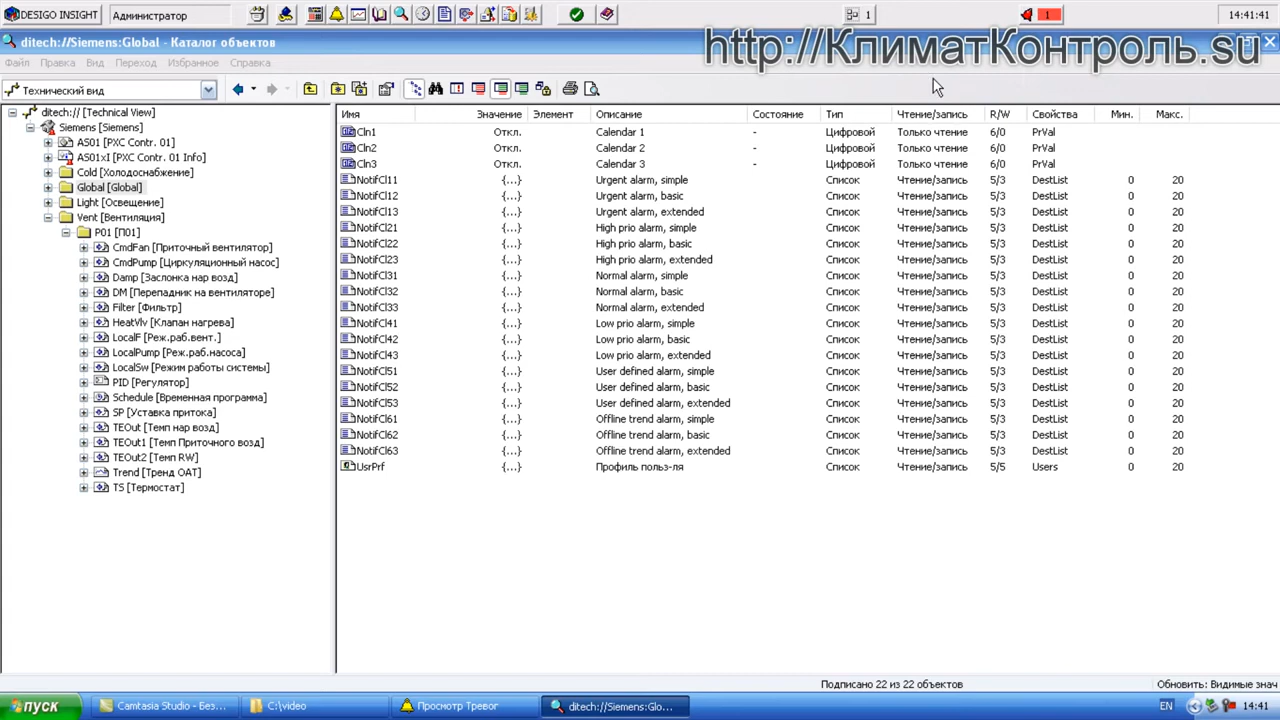 DESIGO INSIGHT Администратор 1 1 14:41:41
ditech://Siemens:Global - Каталог объектов
http://КлиматКонтроль.su
Файл Правка Вид Переход Избранное Справка
Технический вид
ditech:// [Technical View]
Siemens [Siemens]
AS01 [PXC Contr. 01]
AS01xI [PXC Contr. 01 Info]
Cold [Холодоснабжение]
Global [Global]
Light [Освещение]
Vent [Вентиляция]
P01 [П01]
CmdFan [Приточный вентилятор]
CmdPump [Циркуляционный насос]
Damp [Заслонка нар возд]
DM [Перепадник на вентиляторе]
Filter [Фильтр]
HeatVlv [Клапан нагрева]
LocalF [Реж.раб.вент.]
LocalPump [Реж.раб.насоса]
LocalSw [Режим работы системы]
PID [Регулятор]
Schedule [Временная программа]
SP [Уставка притока]
TEOut [Темп нар возд]
TEOut1 [Темп Приточного возд]
TEOut2 [Темп RW]
Trend [Тренд OAT]
TS [Термостат]
Имя Значение Элемент Описание Состояние Тип Чтение/запись R/W Свойства Мин. Макс.
Cln1 Откл. Calendar 1 - Цифровой Только чтение 6/0 PrVal
Cln2 Откл. Calendar 2 - Цифровой Только чтение 6/0 PrVal
Cln3 Откл. Calendar 3 - Цифровой Только чтение 6/0 PrVal
NotifCl11 {...} Urgent alarm, simple Список Чтение/запись 5/3 DestList 0 20
NotifCl12 {...} Urgent alarm, basic Список Чтение/запись 5/3 DestList 0 20
NotifCl13 {...} Urgent alarm, extended Список Чтение/запись 5/3 DestList 0 20
NotifCl21 {...} High prio alarm, simple Список Чтение/запись 5/3 DestList 0 20
NotifCl22 {...} High prio alarm, basic Список Чтение/запись 5/3 DestList 0 20
NotifCl23 {...} High prio alarm, extended Список Чтение/запись 5/3 DestList 0 20
NotifCl31 {...} Normal alarm, simple Список Чтение/запись 5/3 DestList 0 20
NotifCl32 {...} Normal alarm, basic Список Чтение/запись 5/3 DestList 0 20
NotifCl33 {...} Normal alarm, extended Список Чтение/запись 5/3 DestList 0 20
NotifCl41 {...} Low prio alarm, simple Список Чтение/запись 5/3 DestList 0 20
NotifCl42 {...} Low prio alarm, basic Список Чтение/запись 5/3 DestList 0 20
NotifCl43 {...} Low prio alarm, extended Список Чтение/запись 5/3 DestList 0 20
NotifCl51 {...} User defined alarm, simple Список Чтение/запись 5/3 DestList 0 20
NotifCl52 {...} User defined alarm, basic Список Чтение/запись 5/3 DestList 0 20
NotifCl53 {...} User defined alarm, extended Список Чтение/запись 5/3 DestList 0 20
NotifCl61 {...} Offline trend alarm, simple Список Чтение/запись 5/3 DestList 0 20
NotifCl62 {...} Offline trend alarm, basic Список Чтение/запись 5/3 DestList 0 20
NotifCl63 {...} Offline trend alarm, extended Список Чтение/запись 5/3 DestList 0 20
UsrPrf {...} Профиль польз-ля Список Чтение/запись 5/5 Users 0 20
Подписано 22 из 22 объектов Обновить: Видимые знач
пуск Camtasia Studio - Без... C:\video Просмотр Тревог ditech://Siemens:Glo... EN 14:41